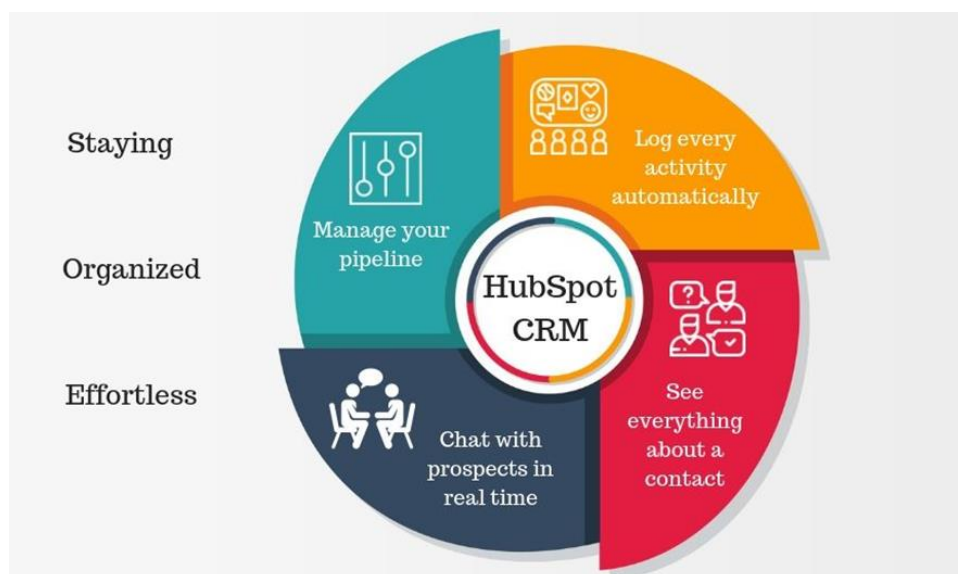 Staying
Organized
Effortless
Manage your
pipeline
Log every
activity
automatically
HubSpot
CRM
See
everything
about a
contact
Chat with
prospects in
real time